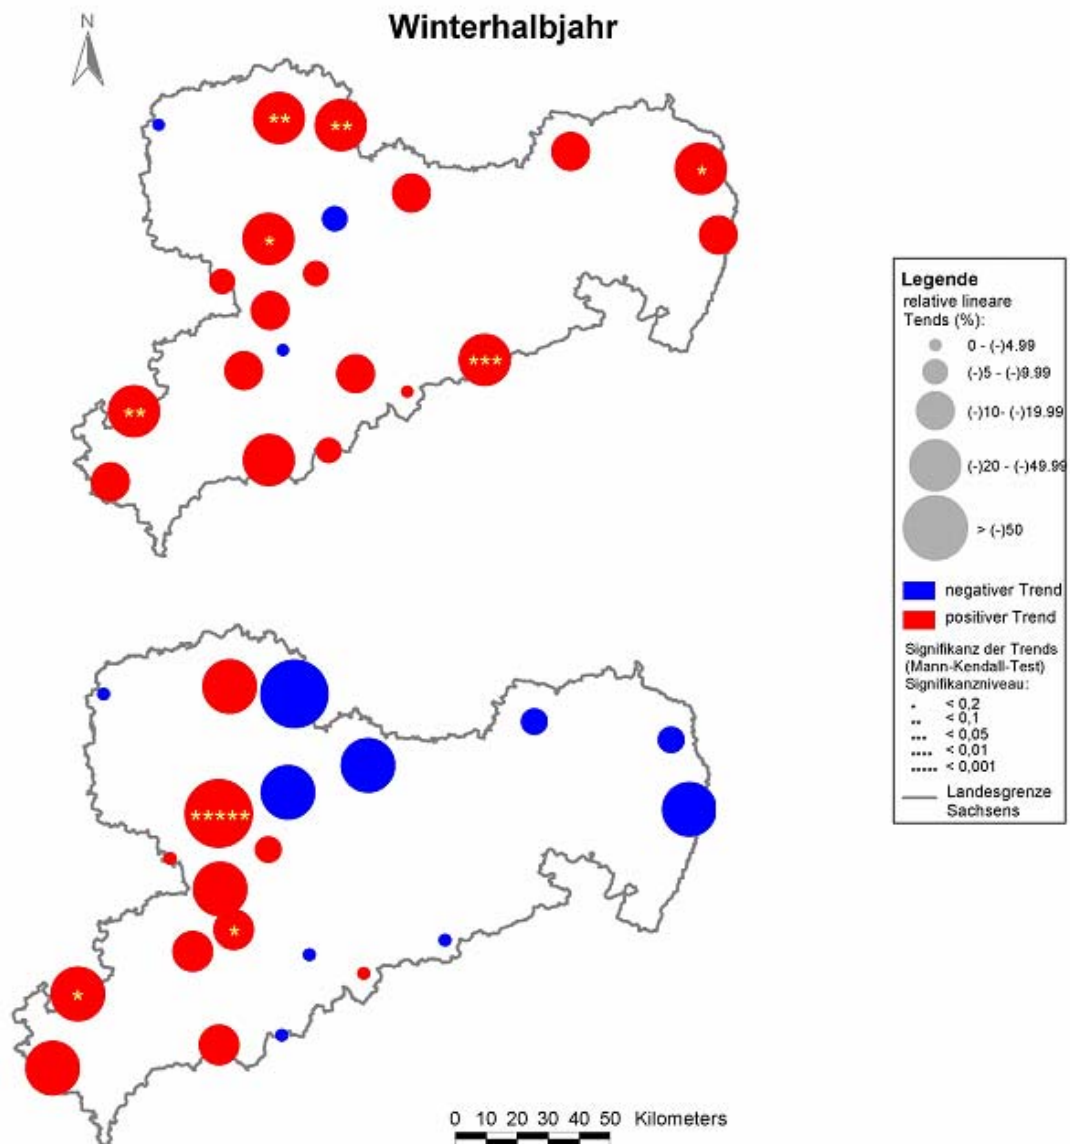 Winterhalbjahr
N
**
**
*
*
***
**
Legende
relative lineare
Tends (%):
0 - (-)4.99
(-)5 - (-)9.99
(-)10- (-)19.99
(-)20 - (-)49.99
> (-)50
negativer Trend
positiver Trend
Signifikanz der Trends
(Mann-Kendall-Test)
Signifikanzniveau:
. < 0,2
.. < 0,1
... < 0,05
.... < 0,01
..... < 0,001
Landesgrenze
Sachsens
*****
*
*
0 10 20 30 40 50 Kilometers